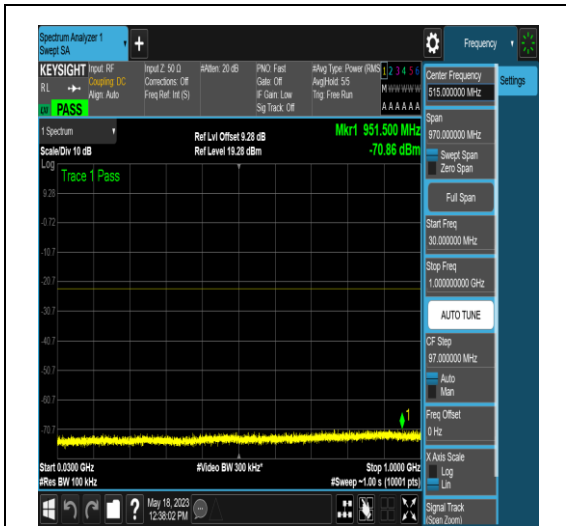 Spectrum Analyzer 1
Swept SA
+
Frequency
KEYSIGHT
RL
PASS
Input: RF
Coupling: DC
Align: Auto
Input Z: 50 Ω
Corrections: Off
Freq Ref: Int (S)
#Atten: 20 dB
PNO: Fast
Gate: Off
IF Gain: Low
Sig Track: Off
#Avg Type: Power (RMS
Avg|Hold: 5/5
Trig: Free Run
1 2 3 4 5 6
M W W W W W
A A A A A A
Center Frequency
515.000000 MHz
Settings
Span
970.000000 MHz
Swept Span
Zero Span
Full Span
Start Freq
30.000000 MHz
Stop Freq
1.000000000 GHz
AUTO TUNE
CF Step
97.000000 MHz
Auto
Man
Freq Offset
0 Hz
X Axis Scale
Log
Lin
Signal Track
(Span Zoom)
1 Spectrum
Scale/Div 10 dB
Ref Lvl Offset 9.28 dB
Ref Level 19.28 dBm
Mkr1 951.500 MHz
-70.86 dBm
Log
Trace 1 Pass
9.28
-0.72
-10.7
-20.7
-30.7
-40.7
-50.7
-60.7
-70.7
1
Start 0.0300 GHz
#Res BW 100 kHz
#Video BW 300 kHz*
Stop 1.0000 GHz
#Sweep ~1.00 s (10001 pts)
?
May 18, 2023
12:38:02 PM